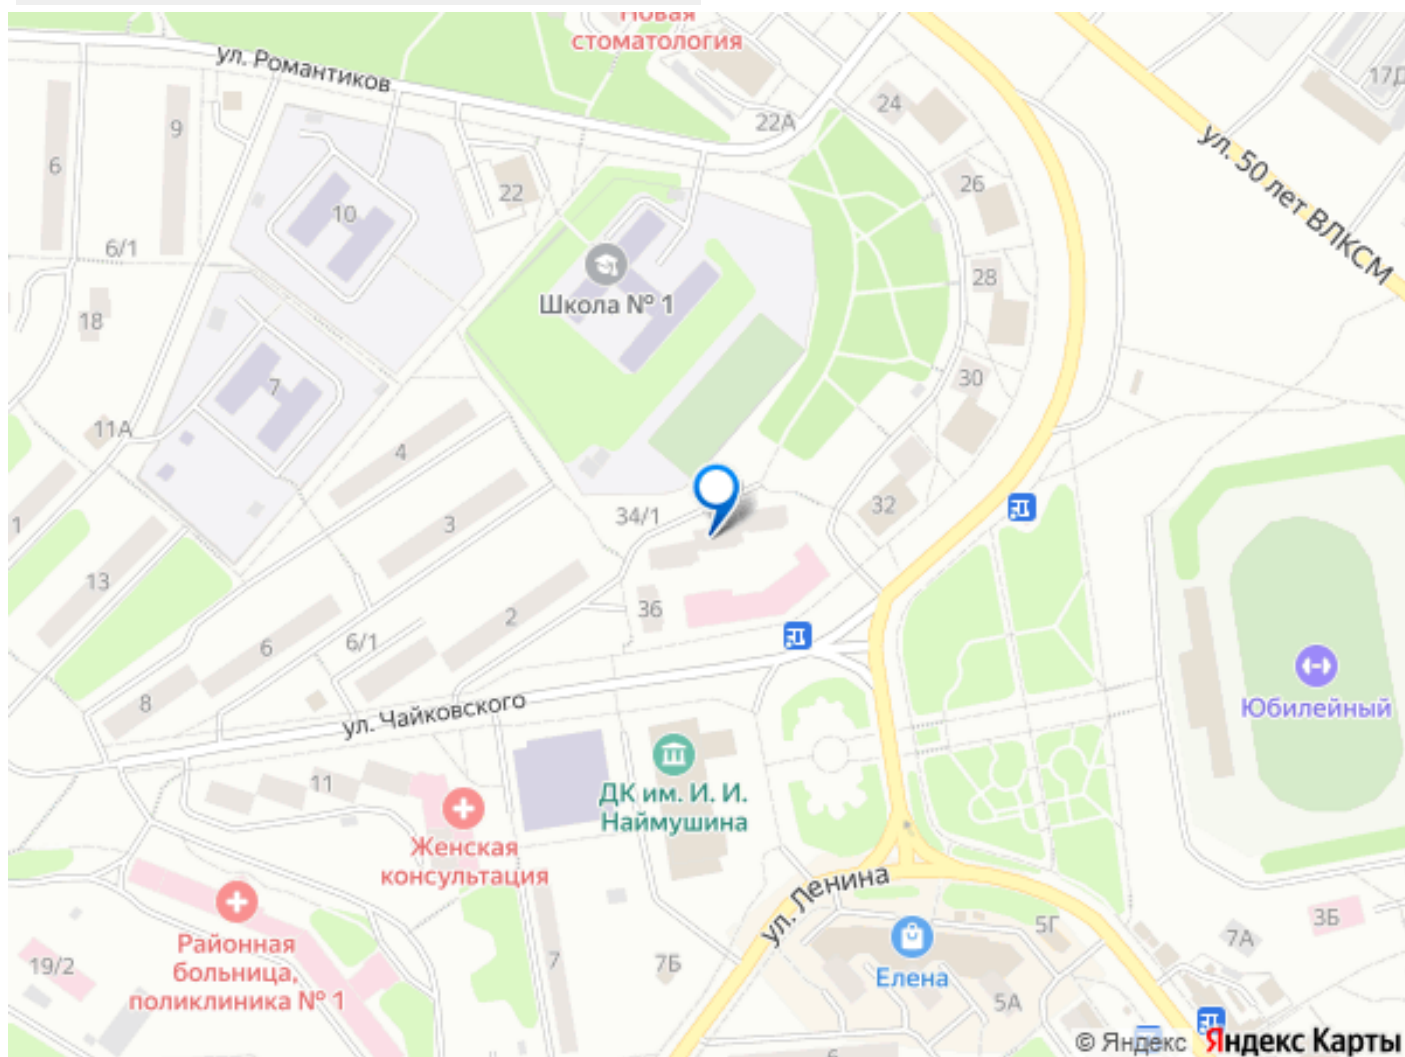 Новая
стоматология
ул. Романтиков
17Д
24
22А
9
6
ул. 50 лет ВЛКСМ
26
22
10
6/1
28
Школа № 1
18
7
30
11А
4
32
34/1
3
1
13
36
2
6
6/1
8
Юбилейный
ул. Чайковского
11
ДК им. И. И.
Наймушина
Женская
консультация
ул. Ленина
5Г
3Б
7А
Районная
больница,
поликлиника № 1
19/2
7
7Б
Елена
5А
6
© Яндекс Яндекс Карты